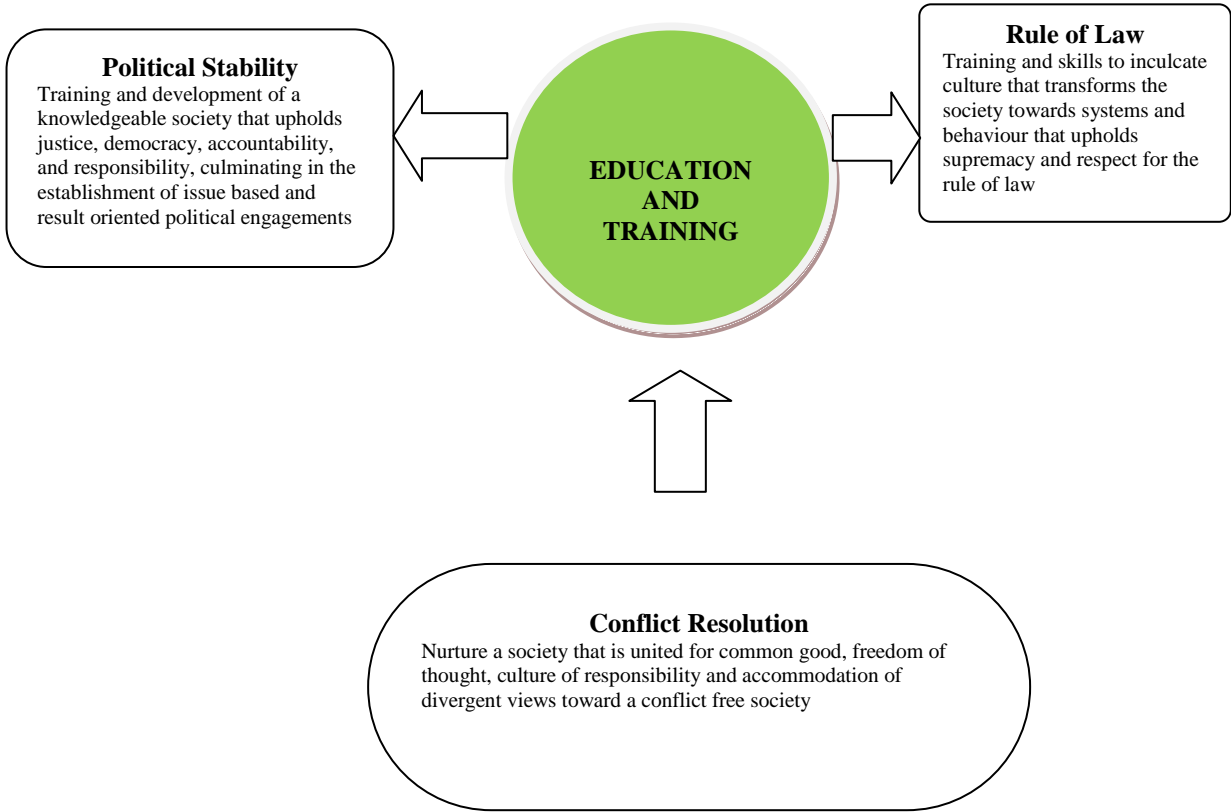 Political Stability
Training and development of a
knowledgeable society that upholds
justice, democracy, accountability,
and responsibility, culminating in the
establishment of issue based and
result oriented political engagements
EDUCATION
AND
TRAINING
Rule of Law
Training and skills to inculcate
culture that transforms the
society towards systems and
behaviour that upholds
supremacy and respect for the
rule of law
Conflict Resolution
Nurture a society that is united for common good, freedom of
thought, culture of responsibility and accommodation of
divergent views toward a conflict free society